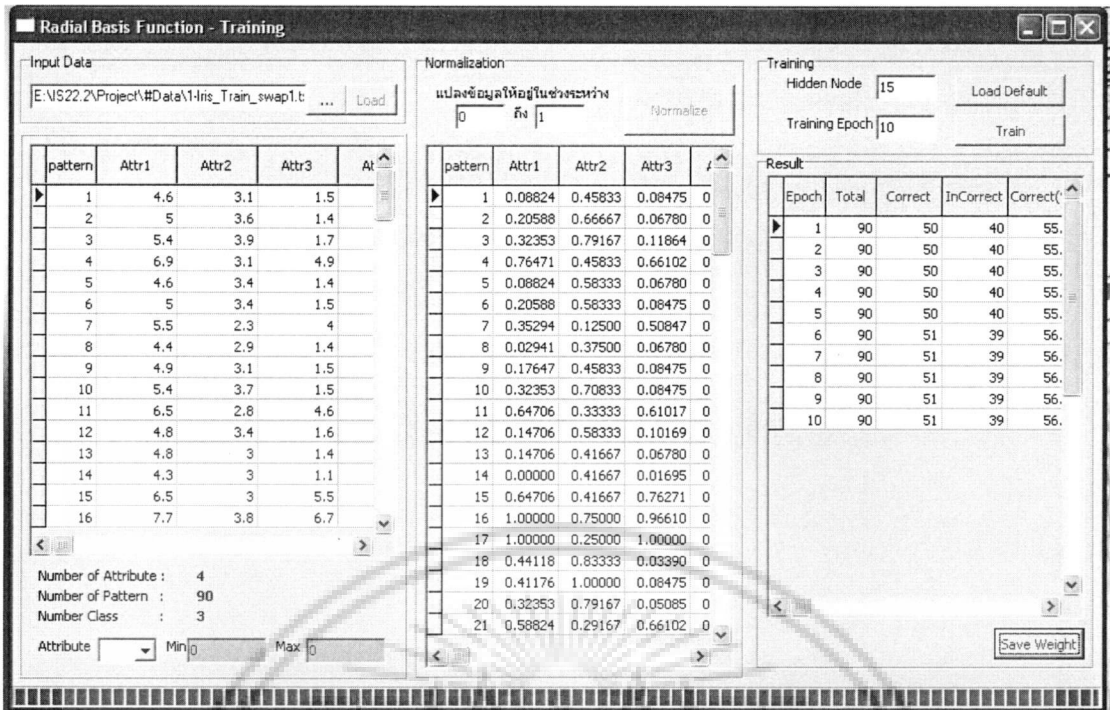 Radial Basis Function - Training
Input Data
E:\IS22.2\Project\#Data\1-Iris_Train_swap1.t
... Load
pattern Attr1 Attr2 Attr3 At
1 4.6 3.1 1.5
2 5 3.6 1.4
3 5.4 3.9 1.7
4 6.9 3.1 4.9
5 4.6 3.4 1.4
6 5 3.4 1.5
7 5.5 2.3 4
8 4.4 2.9 1.4
9 4.9 3.1 1.5
10 5.4 3.7 1.5
11 6.5 2.8 4.6
12 4.8 3.4 1.6
13 4.8 3 1.4
14 4.3 3 1.1
15 6.5 3 5.5
16 7.7 3.8 6.7
Number of Attribute : 4
Number of Pattern : 90
Number Class : 3
Attribute Min 0 Max 0
Normalization
แปลงข้อมูลให้อยู่ในช่วงระหว่าง
0 ถึง 1
Normalize
pattern Attr1 Attr2 Attr3 A
1 0.08824 0.45833 0.08475 0
2 0.20588 0.66667 0.06780 0
3 0.32353 0.79167 0.11864 0
4 0.76471 0.45833 0.66102 0
5 0.08824 0.58333 0.06780 0
6 0.20588 0.58333 0.08475 0
7 0.35294 0.12500 0.50847 0
8 0.02941 0.37500 0.06780 0
9 0.17647 0.45833 0.08475 0
10 0.32353 0.70833 0.08475 0
11 0.64706 0.33333 0.61017 0
12 0.14706 0.58333 0.10169 0
13 0.14706 0.41667 0.06780 0
14 0.00000 0.41667 0.01695 0
15 0.64706 0.41667 0.76271 0
16 1.00000 0.75000 0.96610 0
17 1.00000 0.25000 1.00000 0
18 0.44118 0.83333 0.03390 0
19 0.41176 1.00000 0.08475 0
20 0.32353 0.79167 0.05085 0
21 0.58824 0.29167 0.66102 0
Training
Hidden Node 15
Load Default
Training Epoch 10
Train
Result
Epoch Total Correct InCorrect Correct(
1 90 50 40 55.
2 90 50 40 55.
3 90 50 40 55.
4 90 50 40 55.
5 90 50 40 55.
6 90 51 39 56.
7 90 51 39 56.
8 90 51 39 56.
9 90 51 39 56.
10 90 51 39 56.
Save Weight